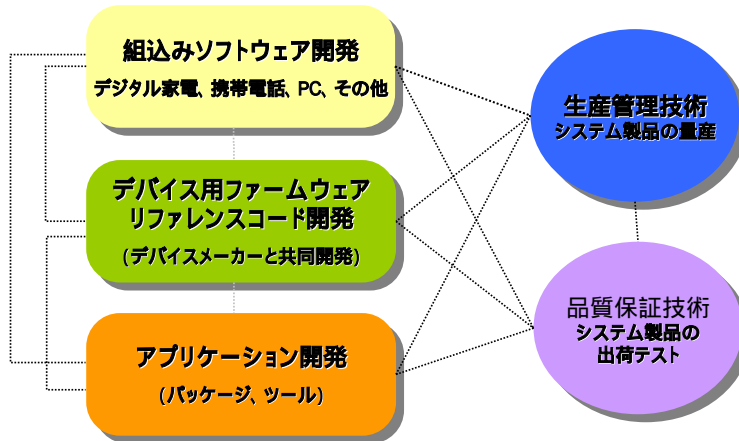 組込みソフトウェア開発
デジタル家電、携帯電話、PC、その他
デバイス用ファームウェア
リファレンスコード開発
(デバイスメーカーと共同開発)
アプリケーション開発
(パッケージ、ツール)
生産管理技術
システム製品の量産
品質保証技術
システム製品の
出荷テスト